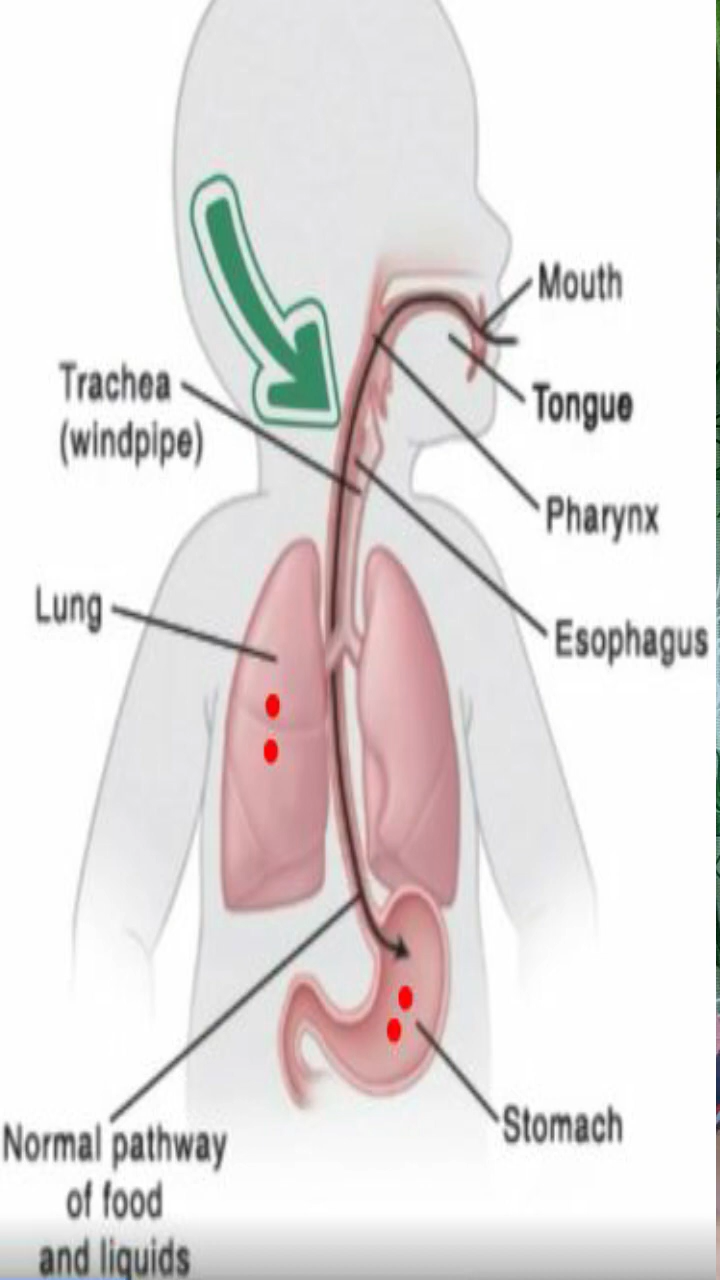 Mouth
Trachea
(windpipe)
Tongue
Pharynx
Lung
Esophagus
Stomach
Normal pathway
of food
and liquids